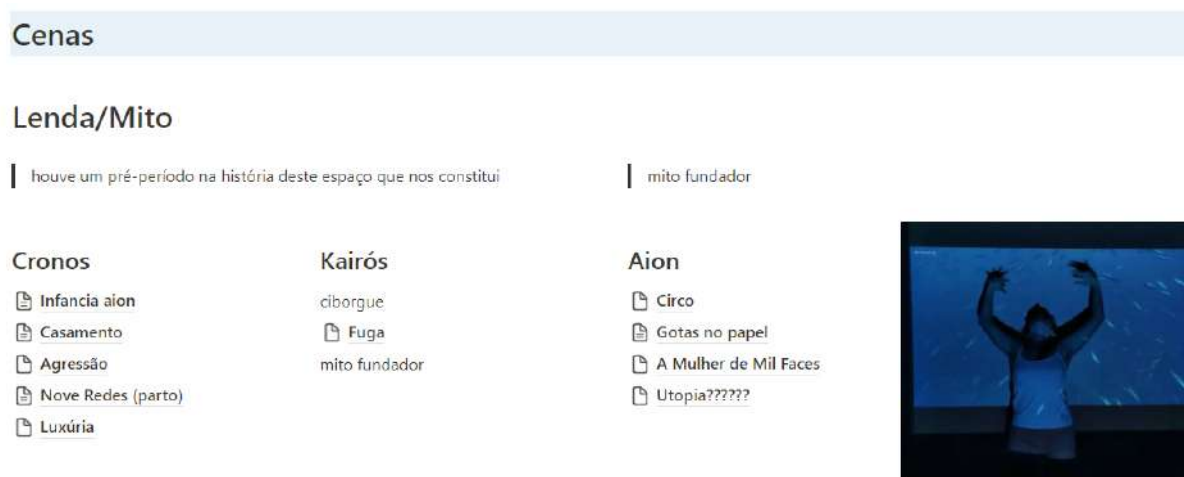 Cenas
Lenda/Mito
houve um pré-período na história deste espaço que nos constitui
mito fundador
Cronos
Infancia aion
Casamento
Agressão
Nove Redes (parto)
Luxúria
Kairós
ciborgue
Fuga
mito fundador
Aion
Circo
Gotas no papel
A Mulher de Mil Faces
Utopia??????